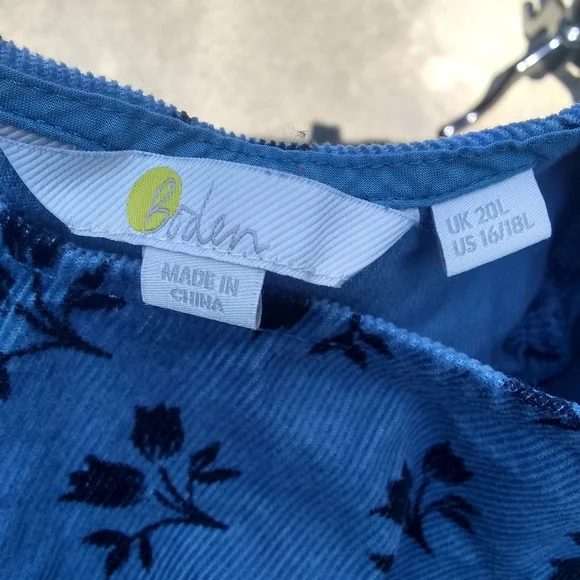 Boden
MADE IN
CHINA
UK 20L
US 16/18L